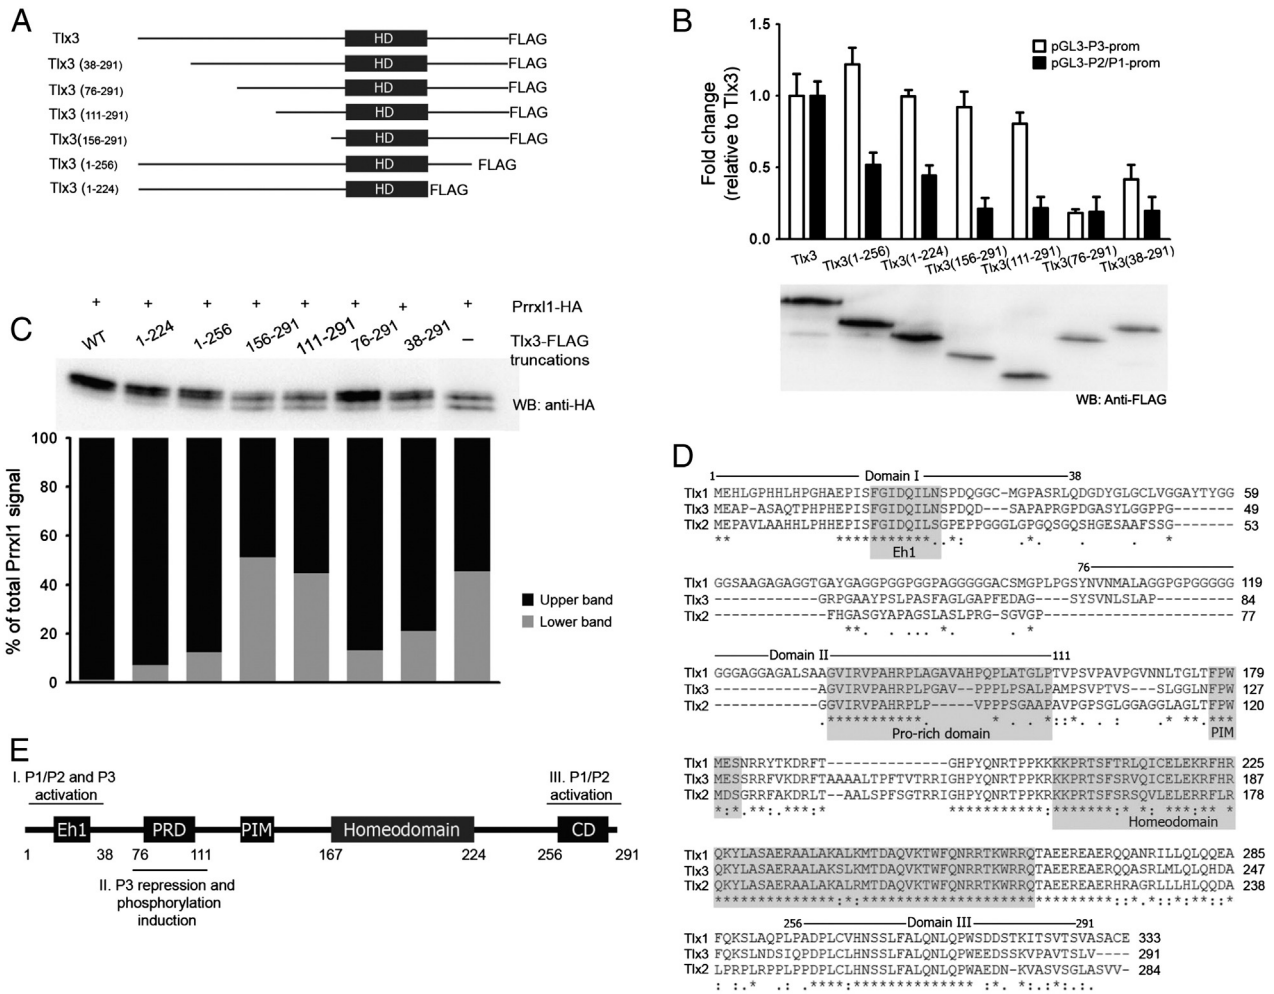 A
Tlx3 HD FLAG
Tlx3 (38-291) HD FLAG
Tlx3 (76-291) HD FLAG
Tlx3 (111-291) HD FLAG
Tlx3(156-291) HD FLAG
Tlx3 (1-256) HD FLAG
Tlx3 (1-224) HD FLAG
B
Fold change
(relative to Tlx3)
1.5
1.0
0.5
0.0
pGL3-P3-prom
pGL3-P2/P1-prom
Tlx3 Tlx3(1-256) Tlx3(1-224) Tlx3(156-291) Tlx3(111-291) Tlx3(76-291) Tlx3(38-291)
WB: Anti-FLAG
C
+ + + + + + + + Prrxl1-HA
WT 1-224 1-256 156-291 111-291 76-291 38-291 – Tlx3-FLAG
truncations
WB: anti-HA
% of total Prrxl1 signal
100
80
60
40
20
0
Upper band
Lower band
D
1 Domain I 38
Tlx1 MEHLGPHHLHPGHAEPISFGIDQILNSPDQGGC-MGPASRLQDGDYGLGCLVGGAYTYGG 59
Tlx3 MEAP-ASAQTPHPHEPISFGIDQILNSPDQD---SAPAPRGPDGASYLGGPPG------- 49
Tlx2 MEPAVLAAHHLPHHEPISFGIDQILSGPEPPGGGLGPGQSGQSHGESAAFSSG------- 53
Eh1
76
Tlx1 GGSAAGAGAGGTGAYGAGGPGGPGGPAGGGGGACSMGPLPGSYNVNMALAGGPGPGGGGG 119
Tlx3 ------------GRPGAAYPSLPASFAGLGAPFEDAG---SYSVNLSLAP--------- 84
Tlx2 -------------FHGASGYAPAGSLASLPRG-SGVGP---------------------- 77
Domain II 111
Tlx1 GGGAGGAGALSAAGVIRVPAHRPLAGAVAHPQPLATGLPTVPSVPAVPGVNNLTGLTFPW 179
Tlx3 ------------AGVIRVPAHRPLPGAV--PPPLPSALPAMPSVPTVS---SLGGLNFPW 127
Tlx2 ------------GGVIRVPAHRPLP-----VPPPSGAAPAVPGPSGLGGAGGLAGLTFPW 120
Pro-rich domain PIM
Tlx1 MESNRRYTKDRFT--------------GHPYQNRTPPKKKKPRTSFTRLQICELEKRFHR 225
Tlx3 MESSRRFVKDRFTAAAALTPFTVTRRIGHPYQNRTPPKRKKPRTSFSRVQICELEKRFHR 187
Tlx2 MDSGRRFAKDRLT--AALSPFSGTRRIGHPYQNRTPPKRKKPRTSFSRSQVLELERRFLR 178
Homeodomain
Tlx1 QKYLASAERAALAKALKMTDAQVKTWFQNRRTKWRRQTAEEREAERQQANRILLQLQQEA 285
Tlx3 QKYLASAERAALAKSLKMTDAQVKTWFQNRRTKWRRQTAEEREAERQQASRLMLQLQHDA 247
Tlx2 QKYLASAERAALAKALRMTDAQVKTWFQNRRTKWRRQTAEEREAERHRAGRLLLHLQQDA 238
256 Domain III 291
Tlx1 FQKSLAQPLPADPLCVHNSSLFALQNLQPWSDDSTKITSVTSVASACE 333
Tlx3 FQKSLNDSIQPDPLCLHNSSLFALQNLQPWEEDSSKVPAVTSLV---- 291
Tlx2 LPRPLRPPLPPDPLCLHNSSLFALQNLQPWAEDN-KVASVSGLASVV- 284
E
I. P1/P2 and P3
activation
III. P1/P2
activation
Eh1 PRD PIM Homeodomain CD
1 38 76 111 167 224 256 291
II. P3 repression and
phosphorylation
induction